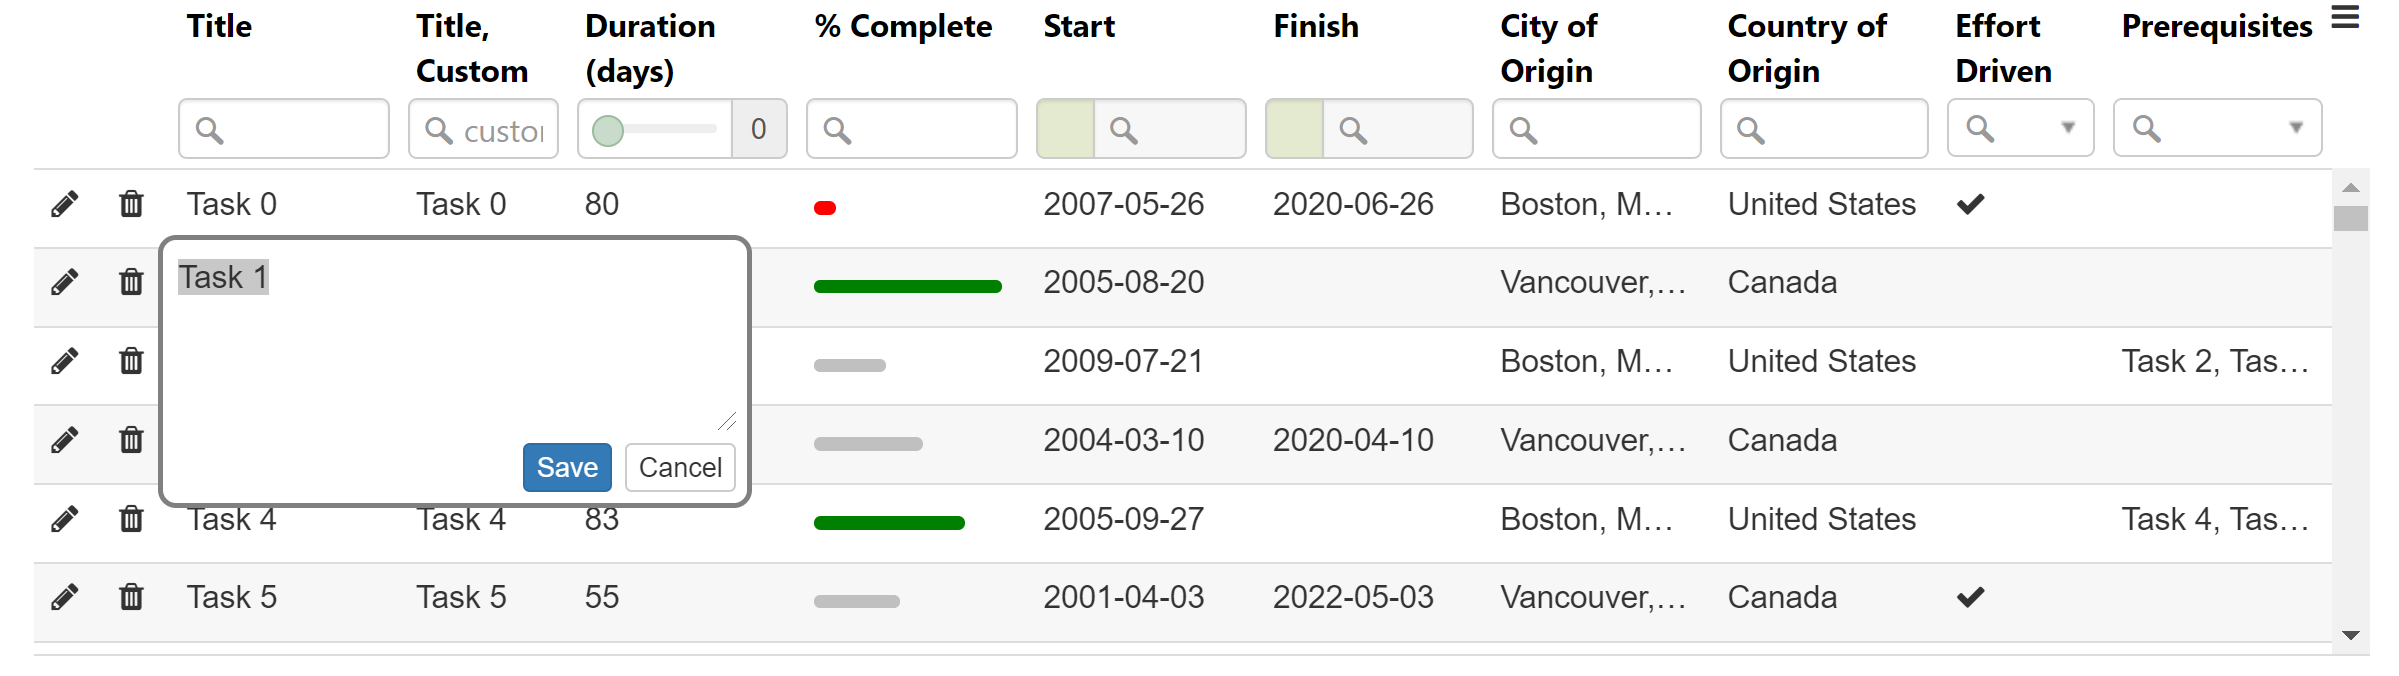 Title Title, Custom Duration (days) % Complete Start Finish City of Origin Country of Origin Effort Driven Prerequisites
custo 0
Task 0 Task 0 80 2007-05-26 2020-06-26 Boston, M… United States
Task 1
2005-08-20 Vancouver,… Canada
2009-07-21 Boston, M… United States Task 2, Tas…
2004-03-10 2020-04-10 Vancouver,… Canada
Save Cancel
Task 4 Task 4 83 2005-09-27 Boston, M… United States Task 4, Tas…
Task 5 Task 5 55 2001-04-03 2022-05-03 Vancouver,… Canada